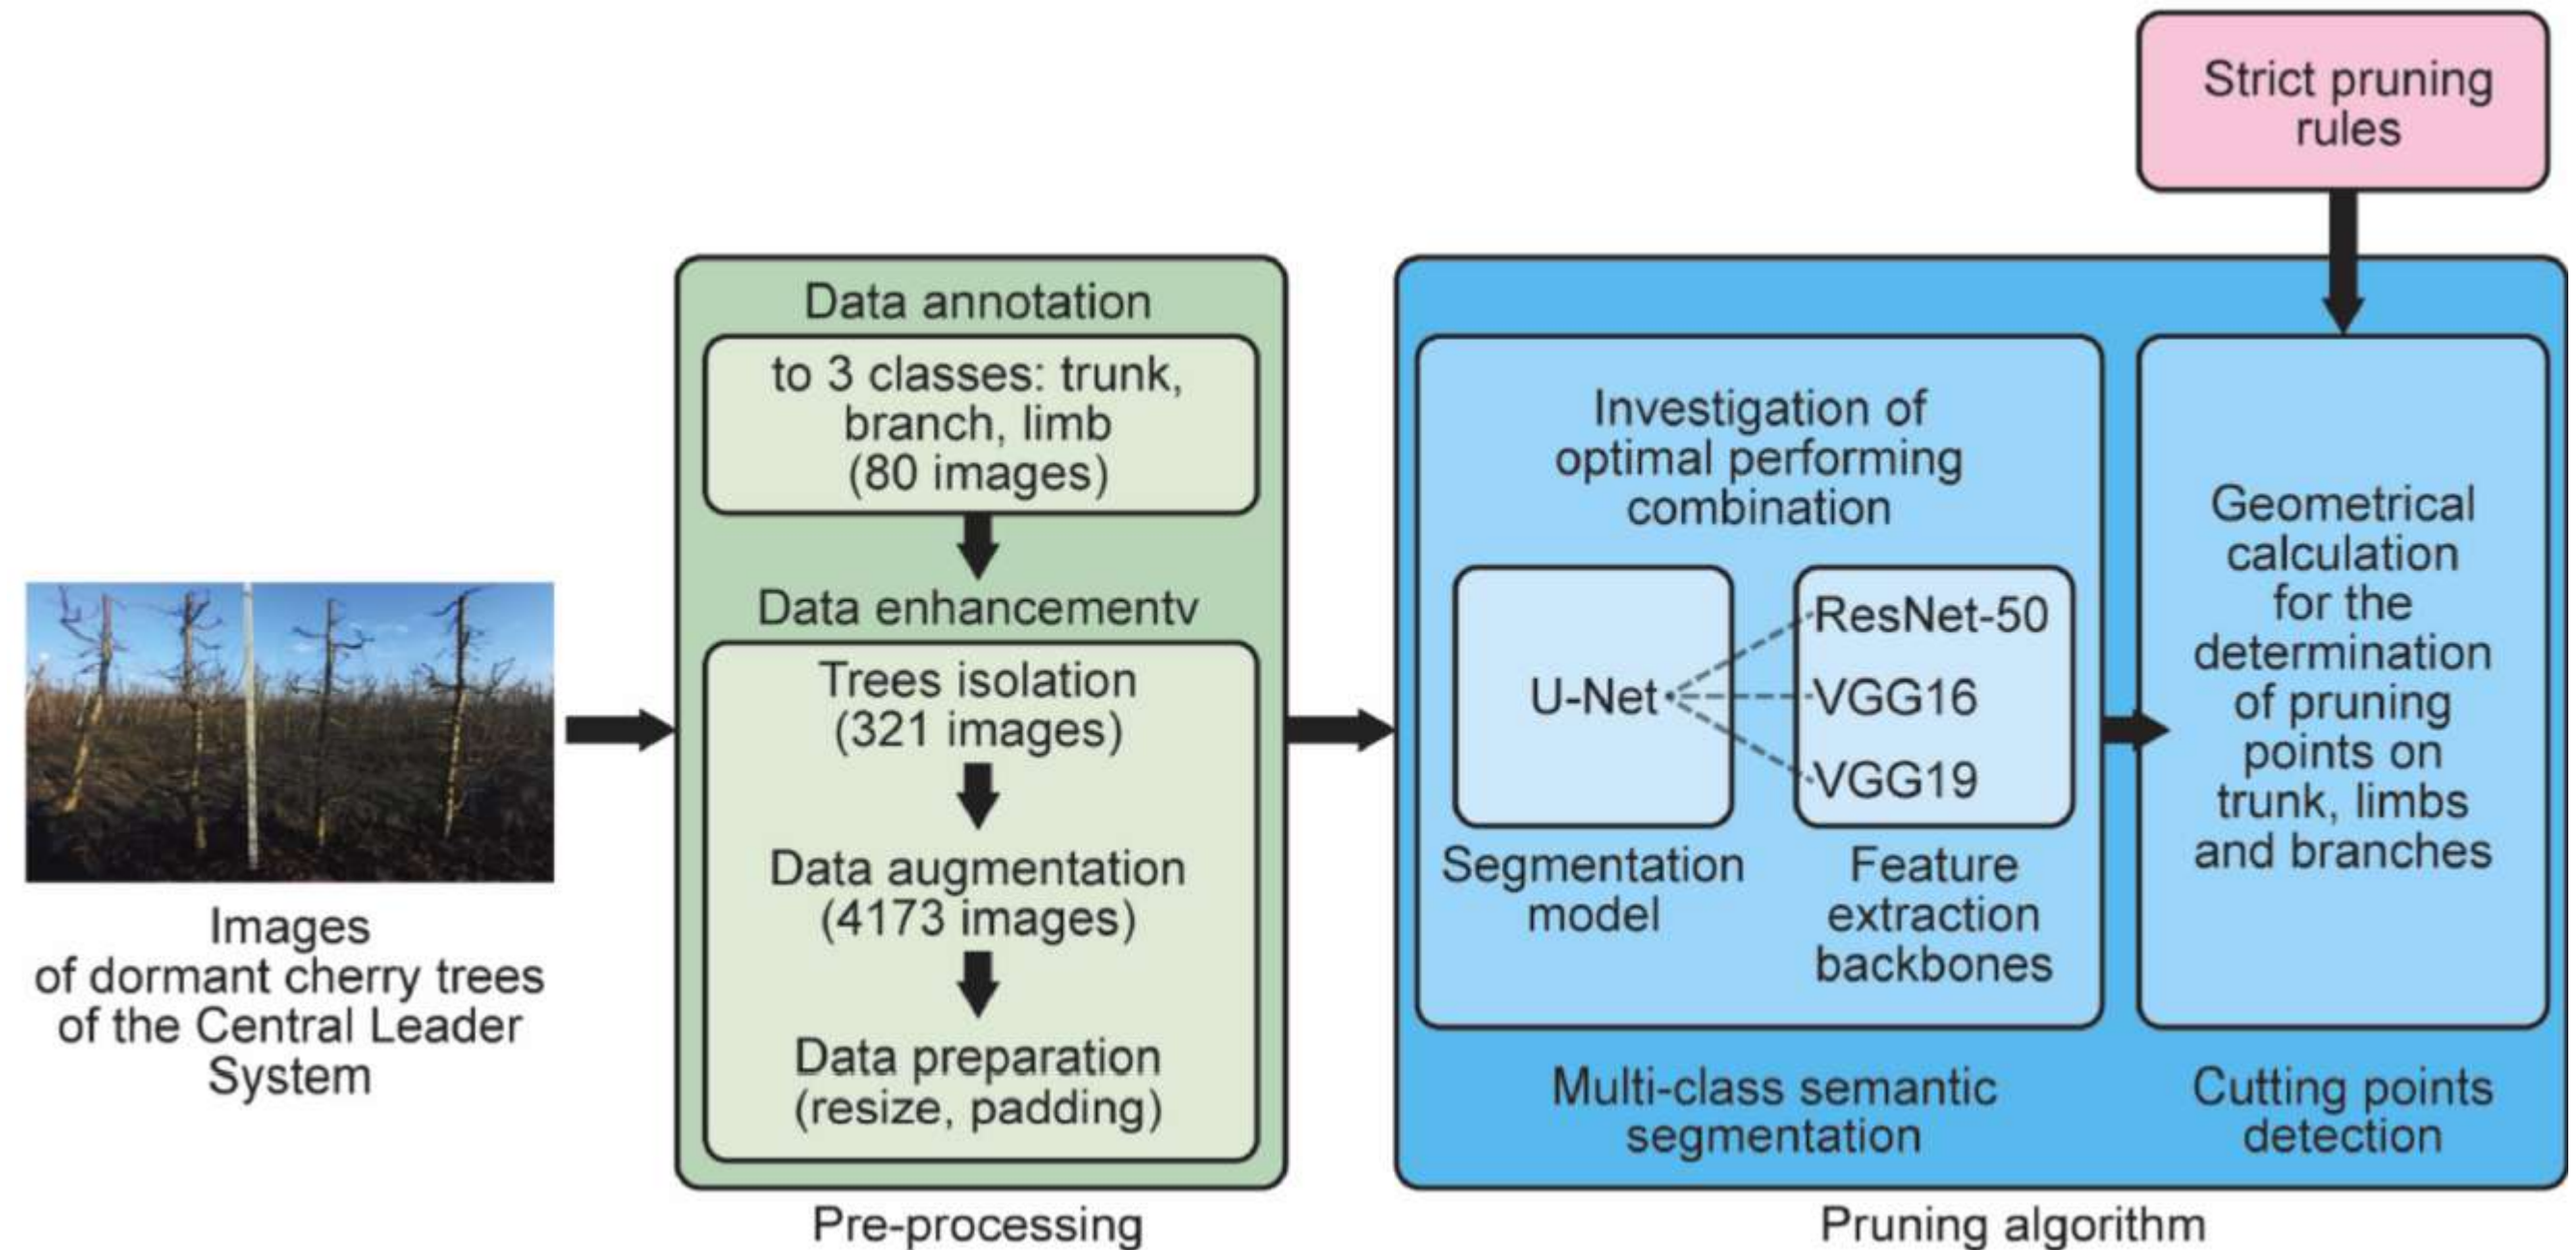 Strict pruning
rules
Data annotation
to 3 classes: trunk,
branch, limb
(80 images)
Data enhancementv
Trees isolation
(321 images)
Data augmentation
(4173 images)
Data preparation
(resize, padding)
Pre-processing
Images
of dormant cherry trees
of the Central Leader
System
Investigation of
optimal performing
combination
U-Net
ResNet-50
VGG16
VGG19
Segmentation
model
Feature
extraction
backbones
Multi-class semantic
segmentation
Geometrical
calculation
for the
determination
of pruning
points on
trunk, limbs
and branches
Cutting points
detection
Pruning algorithm